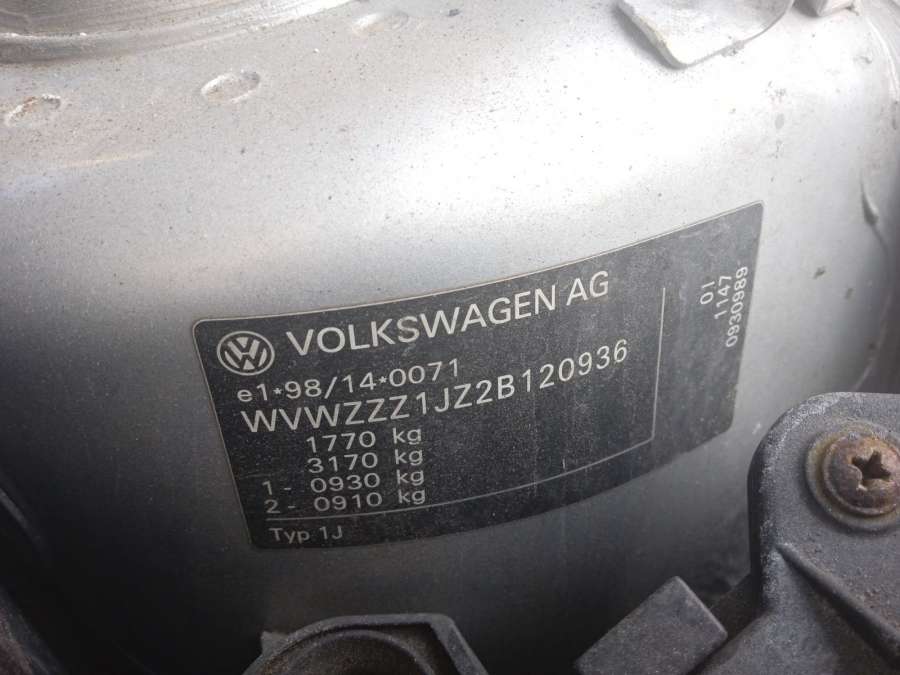 VOLKSWAGEN AG
e1*98/14*0071
WVWZZZ1JZ2B120936
1770 kg
3170 kg
1- 0930 kg
2- 0910 kg
Typ 1J
01
1147
0930989